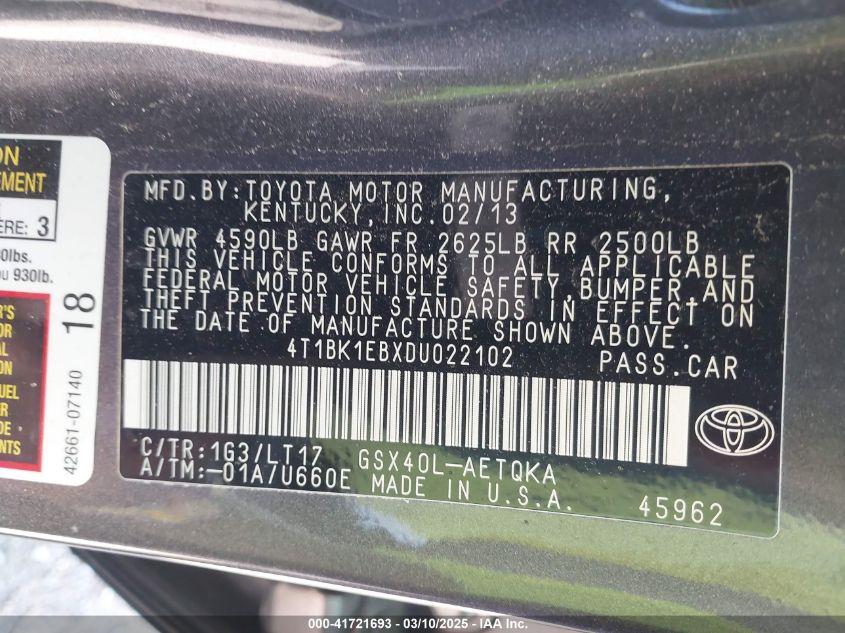 ON
EMENT
ERE: 3
0lbs.
u 930lb.
18
42661-07140
MFD.BY:TOYOTA MOTOR MANUFACTURING,
KENTUCKY,INC.02/13
GVWR 4590LB GAWR FR 2625LB RR 2500LB
THIS VEHICLE CONFORMS TO ALL APPLICABLE
FEDERAL MOTOR VEHICLE SAFETY,BUMPER,AND
THEFT PREVENTION STANDARDS IN EFFECT ON
THE DATE OF MANUFACTURE SHOWN ABOVE.
4T1BK1EBXDU022102 PASS.CAR
C/TR:1G3/LT17 GSX40L-AETQKA
A/TM:-01A/U660E MADE IN U.S.A.
45962
00-41721693 - 03/10/2025 - IAA Inc.